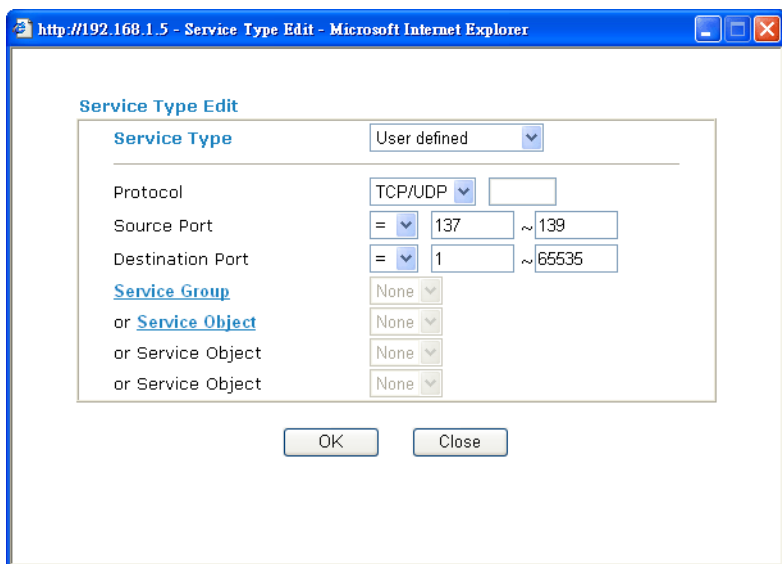 http://192.168.1.5 - Service Type Edit - Microsoft Internet Explorer
Service Type Edit
Service Type User defined
Protocol TCP/UDP
Source Port = 137 ~ 139
Destination Port = 1 ~ 65535
Service Group None
or Service Object None
or Service Object None
or Service Object None
OK Close